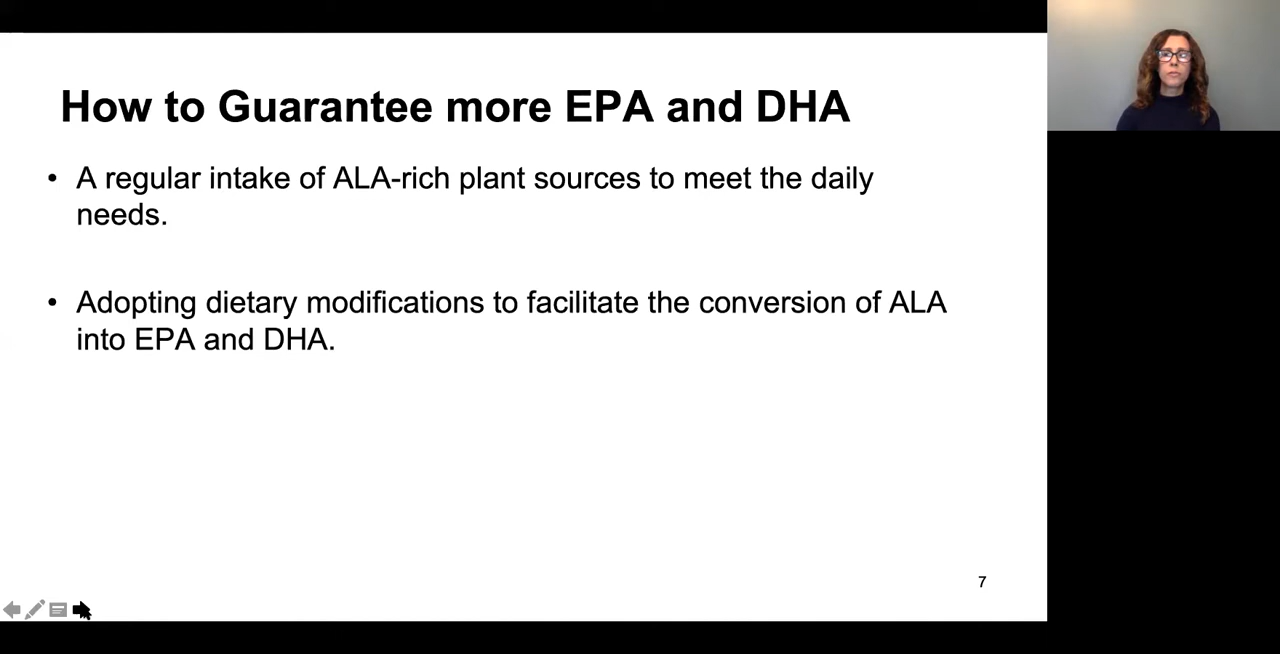 How to Guarantee more EPA and DHA
• A regular intake of ALA-rich plant sources to meet the daily
needs.
• Adopting dietary modifications to facilitate the conversion of ALA
into EPA and DHA.
7